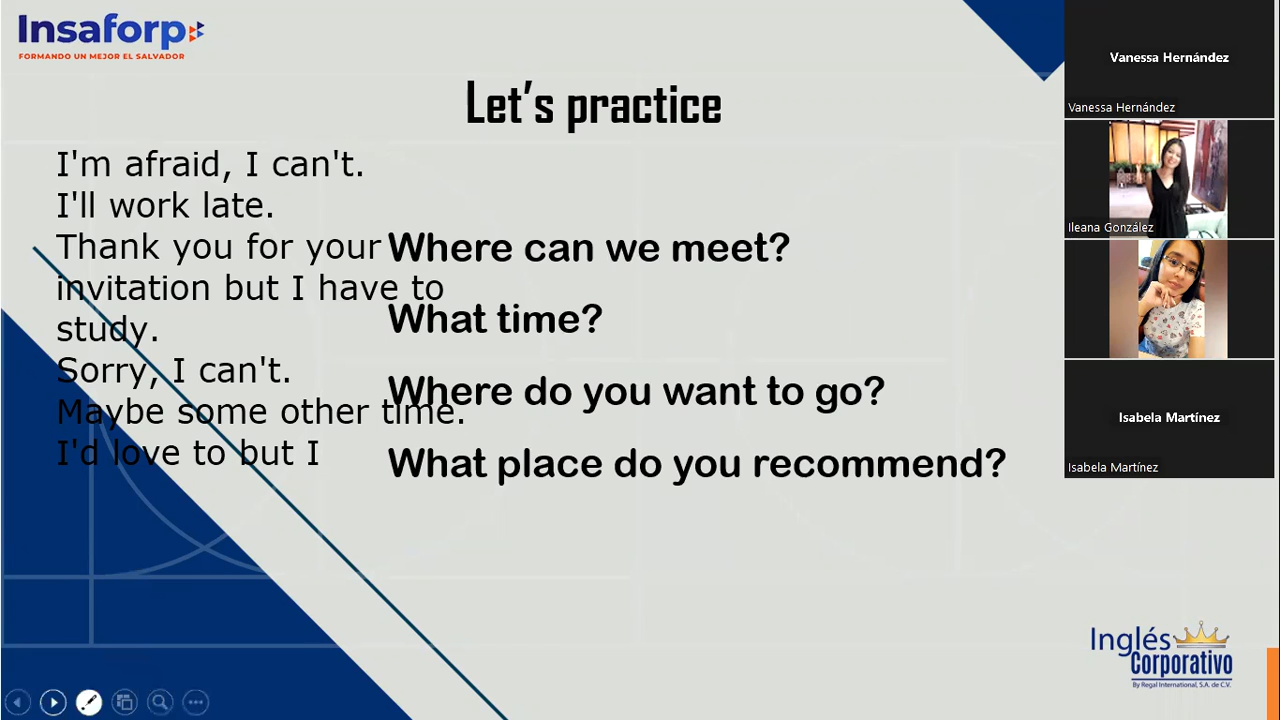 Insaforp
FORMANDO UN MEJOR EL SALVADOR
Let's practice
I'm afraid, I can't.
I'll work late.
Thank you for your
invitation but I have to
study.
Sorry, I can't.
Maybe some other time.
I'd love to but I
Where can we meet?
What time?
Where do you want to go?
What place do you recommend?
Vanessa Hernández
Vanessa Hernández
Ileana González
Isabela Martínez
Isabela Martínez
Inglés
Corporativo
By Regal International, S.A. de C.V.